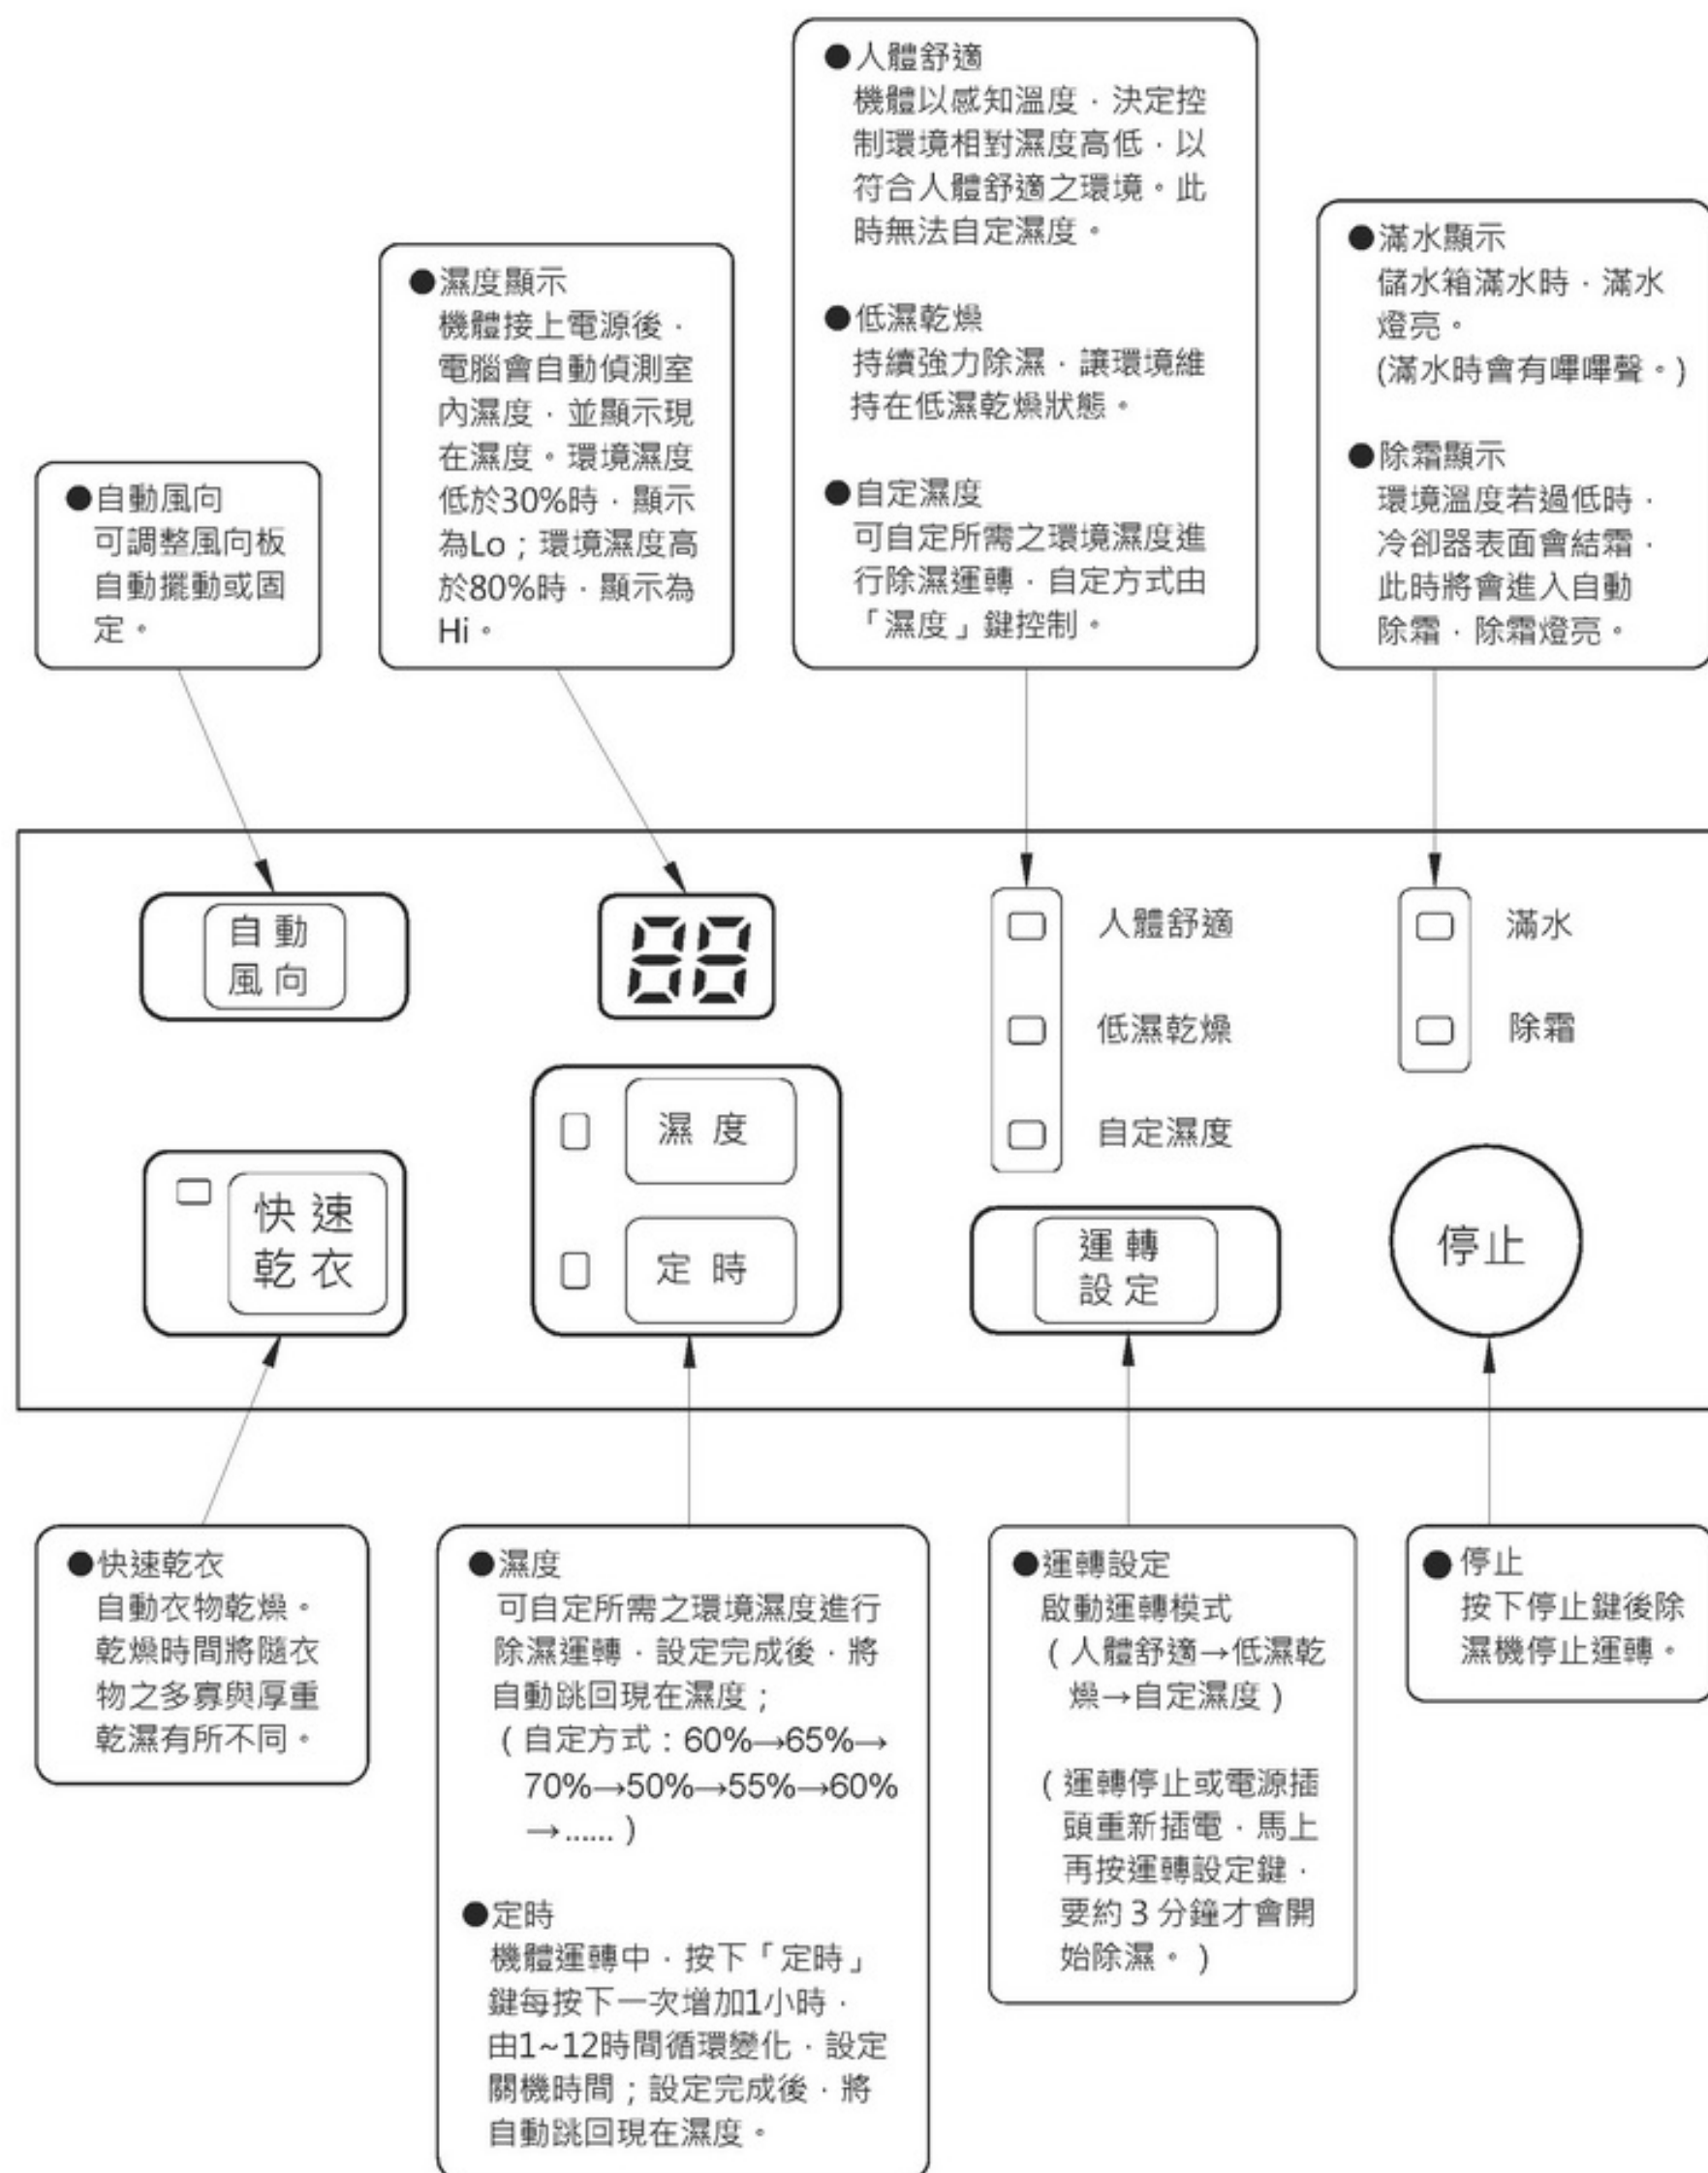 ●人體舒適
機體以感知溫度，決定控
制環境相對濕度高低，以
符合人體舒適之環境。此
時無法自定濕度。
●低濕乾燥
持續強力除濕，讓環境維
持在低濕乾燥狀態。
●自定濕度
可自定所需之環境濕度進
行除濕運轉，自定方式由
「濕度」鍵控制。
●滿水顯示
儲水箱滿水時，滿水
燈亮。
(滿水時會有嗶嗶聲。)
●除霜顯示
環境溫度若過低時，
冷卻器表面會結霜，
此時將會進入自動
除霜，除霜燈亮。
●濕度顯示
機體接上電源後，
電腦會自動偵測室
內濕度，並顯示現
在濕度。環境濕度
低於30%時，顯示
為Lo；環境濕度高
於80%時，顯示為
Hi。
●自動風向
可調整風向板
自動擺動或固
定。
自動
風向
88
人體舒適
低濕乾燥
自定濕度
滿水
除霜
快速
乾衣
濕度
定時
運轉
設定
停止
●快速乾衣
自動衣物乾燥。
乾燥時間將隨衣
物之多寡與厚重
乾濕有所不同。
●濕度
可自定所需之環境濕度進行
除濕運轉，設定完成後，將
自動跳回現在濕度；
(自定方式：60%→65%→
70%→50%→55%→60%
→......)
●定時
機體運轉中，按下「定時」
鍵每按下一次增加1小時，
由1~12時間循環變化，設定
關機時間；設定完成後，將
自動跳回現在濕度。
●運轉設定
啟動運轉模式
(人體舒適→低濕乾
燥→自定濕度)
(運轉停止或電源插
頭重新插電，馬上
再按運轉設定鍵，
要約3分鐘才會開
始除濕。)
●停止
按下停止鍵後除
濕機停止運轉。